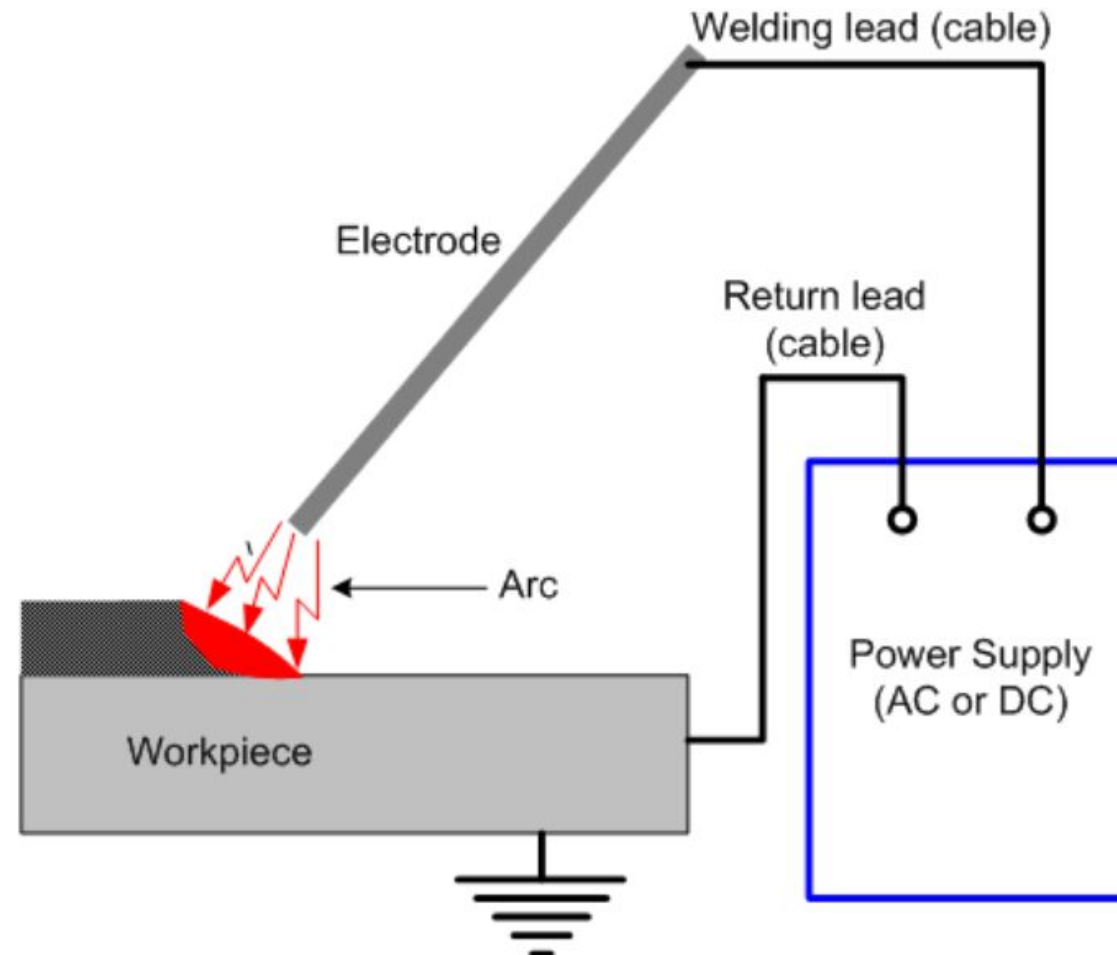 Welding lead (cable)
Electrode
Return lead
(cable)
Arc
Power Supply
(AC or DC)
Workpiece